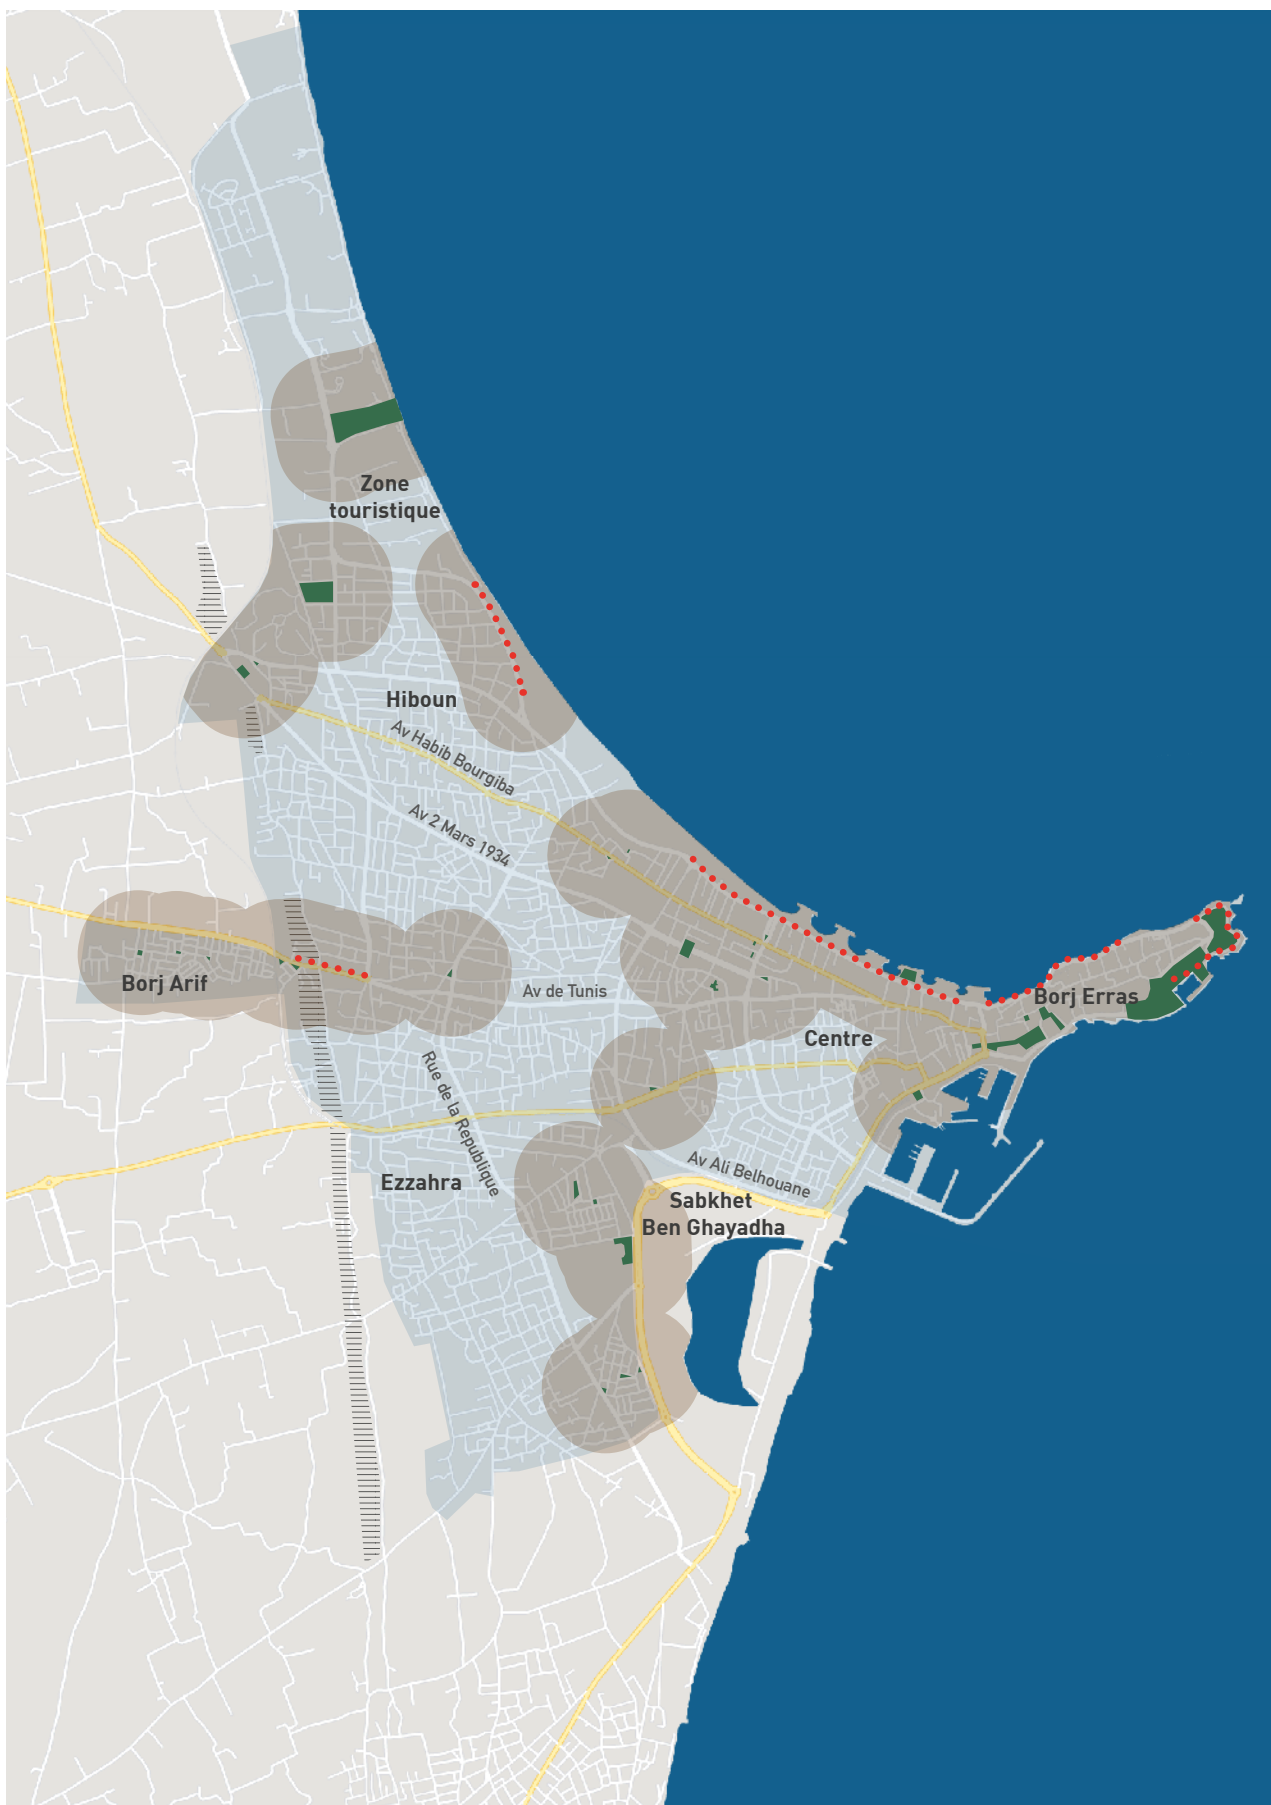 Zone
touristique
Hiboun
Av Habib Bourgiba
Av 2 Mars 1934
Borj Arif
Av de Tunis
Borj Erras
Centre
Rue de la Republique
Av Ali Belhouane
Ezzahra
Sabkhet
Ben Ghayadha